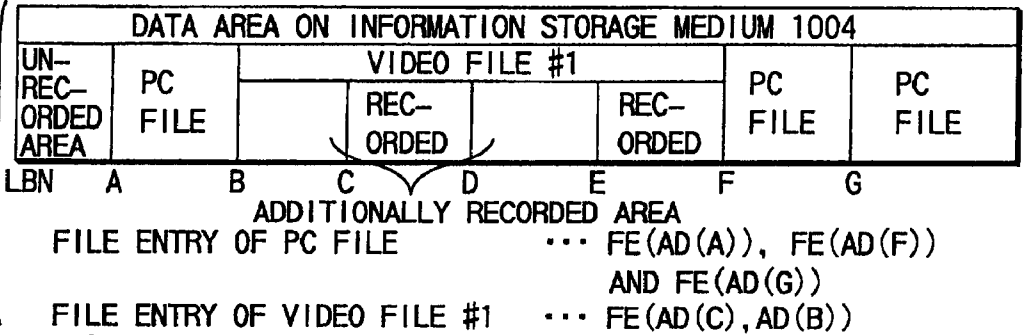 DATA AREA ON INFORMATION STORAGE MEDIUM 1004
UN-
REC-
ORDED
AREA
PC
FILE
VIDEO FILE #1
REC-
ORDED
REC-
ORDED
PC
FILE
PC
FILE
LBN A B C D E F G
ADDITIONALLY RECORDED AREA
FILE ENTRY OF PC FILE ··· FE(AD(A)), FE(AD(F))
AND FE(AD(G))
FILE ENTRY OF VIDEO FILE #1 ··· FE(AD(C),AD(B))